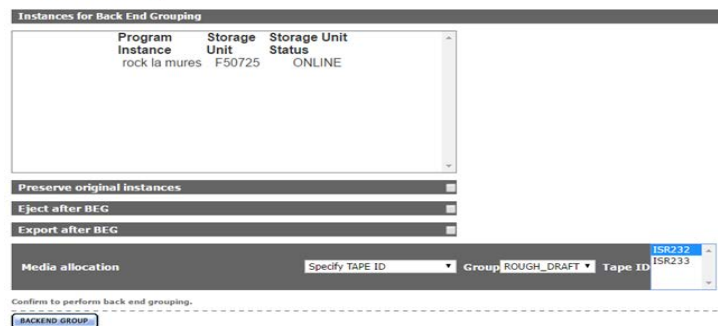 Instances for Back End Grouping
Program Instance Storage Unit Storage Unit Status
rock la mures F50725 ONLINE
Preserve original instances
Eject after BEG
Export after BEG
Media allocation Specify TAPE ID Group ROUGH_DRAFT Tape ID ISR232
ISR233
Confirm to perform back end grouping.
BACKEND GROUP